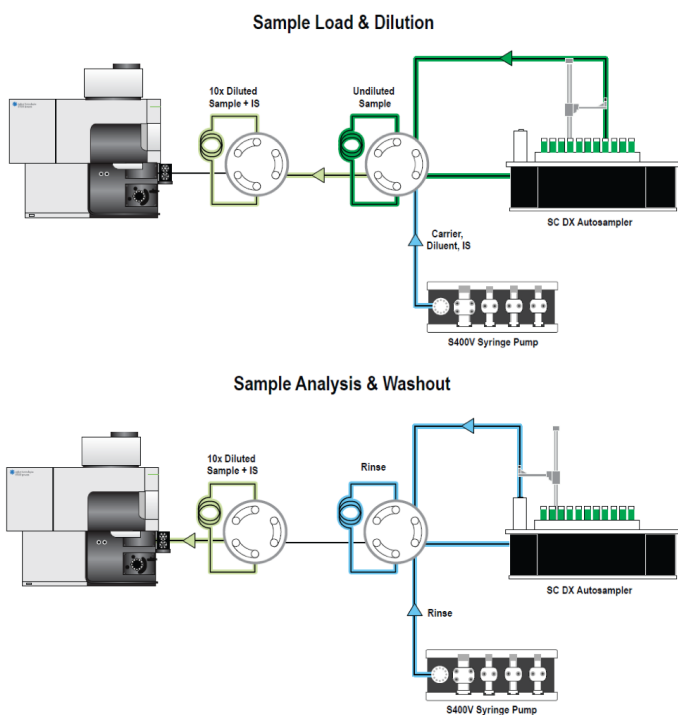 Sample Load & Dilution
10x Diluted
Sample + IS
Undiluted
Sample
SC DX Autosampler
Carrier,
Diluent, IS
S400V Syringe Pump
Sample Analysis & Washout
10x Diluted
Sample + IS
Rinse
SC DX Autosampler
Rinse
S400V Syringe Pump